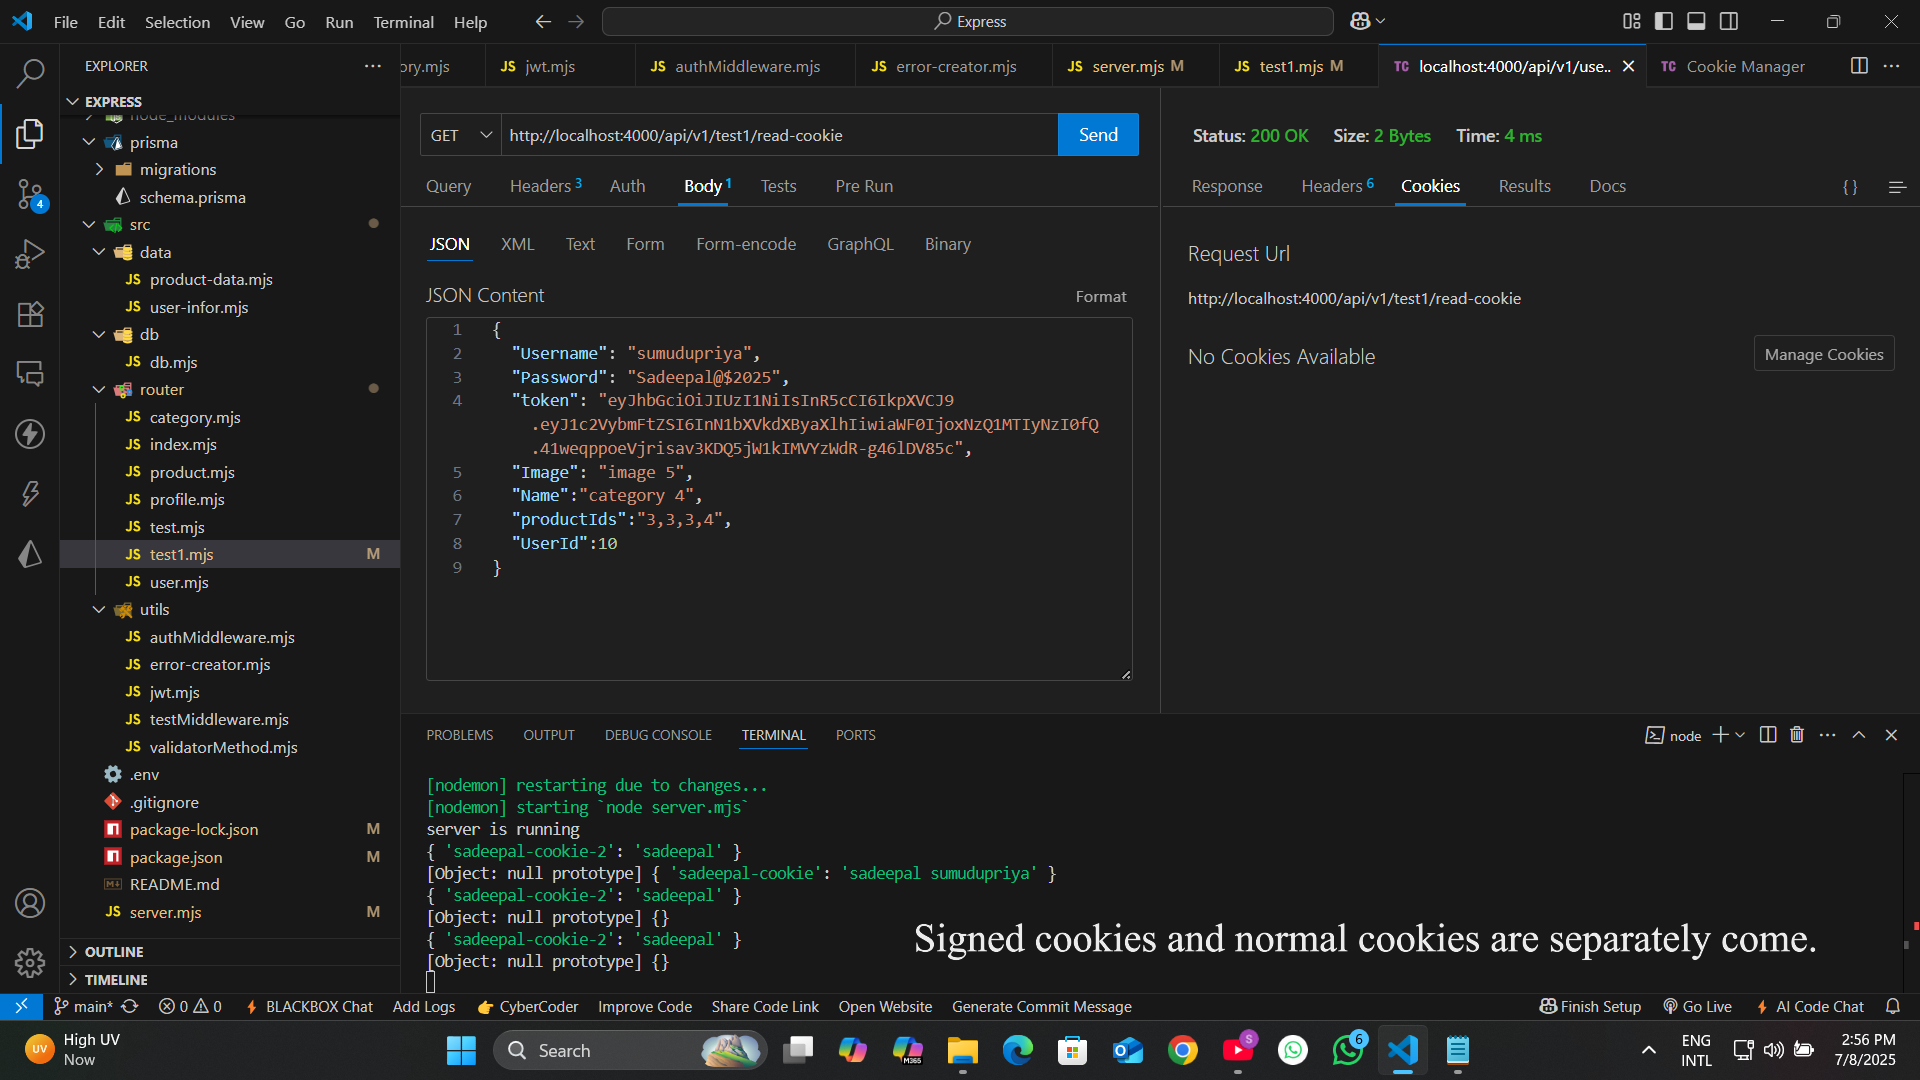 File Edit Selection View Go Run Terminal Help
Express
EXPLORER
ory.mjs
JS jwt.mjs
JS authMiddleware.mjs
JS error-creator.mjs
JS server.mjs M
JS test1.mjs M
TC localhost:4000/api/v1/use..
TC Cookie Manager
EXPRESS
node_modules
prisma
migrations
schema.prisma
src
data
JS product-data.mjs
JS user-infor.mjs
db
JS db.mjs
router
JS category.mjs
JS index.mjs
JS product.mjs
JS profile.mjs
JS test.mjs
JS test1.mjs M
JS user.mjs
utils
JS authMiddleware.mjs
JS error-creator.mjs
JS jwt.mjs
JS testMiddleware.mjs
JS validatorMethod.mjs
.env
.gitignore
package-lock.json M
package.json M
README.md
JS server.mjs M
OUTLINE
TIMELINE
4
GET http://localhost:4000/api/v1/test1/read-cookie Send
Query Headers 3 Auth Body 1 Tests Pre Run
JSON XML Text Form Form-encode GraphQL Binary
JSON Content Format
1 {
2 "Username": "sumudupriya",
3 "Password": "Sadeepal@$2025",
4 "token": "eyJhbGciOiJIUzI1NiIsInR5cCI6IkpXVCJ9
.eyJ1c2VybmFtZSI6InN1bXVkdXByaXlhIiwiaWF0IjoxNzQ1MTIyNzI0fQ
.41weqppoeVjrisav3KDQ5jW1kIMVYzWdR-g46lDV85c",
5 "Image": "image 5",
6 "Name":"category 4",
7 "productIds":"3,3,3,4",
8 "UserId":10
9 }
Status: 200 OK Size: 2 Bytes Time: 4 ms
Response Headers 6 Cookies Results Docs {}
Request Url
http://localhost:4000/api/v1/test1/read-cookie
No Cookies Available
Manage Cookies
PROBLEMS OUTPUT DEBUG CONSOLE TERMINAL PORTS
node
[nodemon] restarting due to changes...
[nodemon] starting `node server.mjs`
server is running
{ 'sadeepal-cookie-2': 'sadeepal' }
[Object: null prototype] { 'sadeepal-cookie': 'sadeepal sumudupriya' }
{ 'sadeepal-cookie-2': 'sadeepal' }
[Object: null prototype] {}
{ 'sadeepal-cookie-2': 'sadeepal' }
[Object: null prototype] {}
Signed cookies and normal cookies are separately come.
main* 0 0 BLACKBOX Chat Add Logs CyberCoder Improve Code Share Code Link Open Website Generate Commit Message
Finish Setup Go Live AI Code Chat
UV
High UV
Now
Search
M365
S
6
ENG
INTL
2:56 PM
7/8/2025